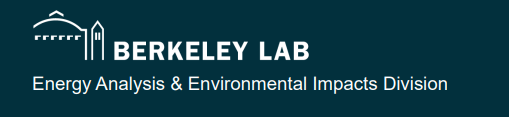 BERKELEY LAB
Energy Analysis & Environmental Impacts Division